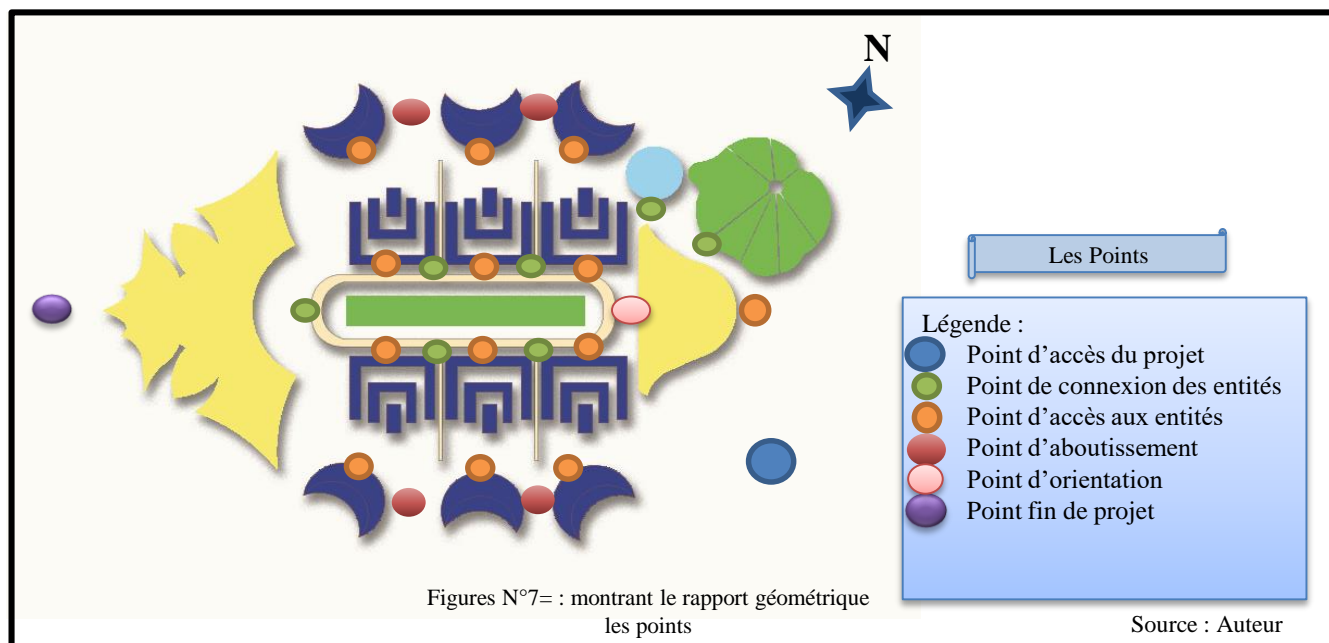 N
Les Points
Légende :
Point d’accès du projet
Point de connexion des entités
Point d’accès aux entités
Point d’aboutissement
Point d’orientation
Point fin de projet
Figures N°7= : montrant le rapport géométrique
les points
Source : Auteur